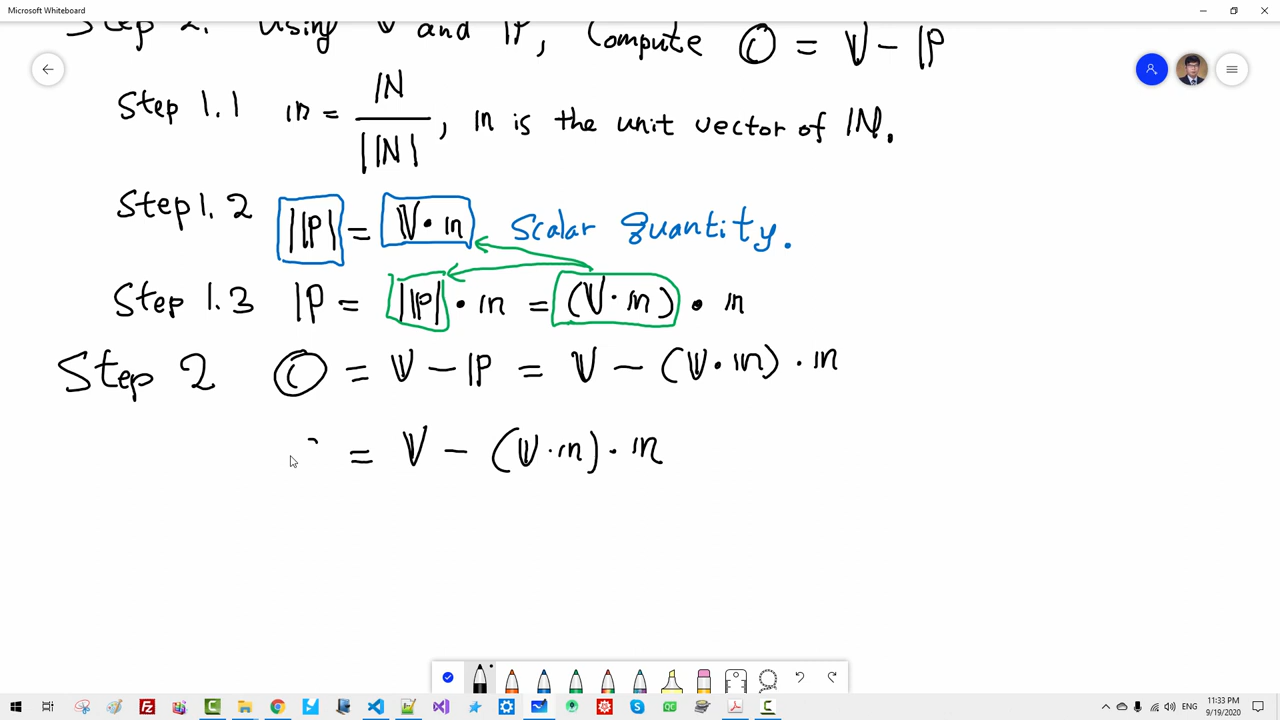 Microsoft Whiteboard
Step 2. Using V and P, Compute O = V − P
Step 1.1 n = N / |N|, n is the unit vector of N.
Step 1.2 |P| = V · n Scalar Quantity.
Step 1.3 P = |P| · n = (V · n) · n
Step 2 O = V − P = V − (V · n) · n
= V − (V · n) · n
ENG
11:33 PM
9/19/2020